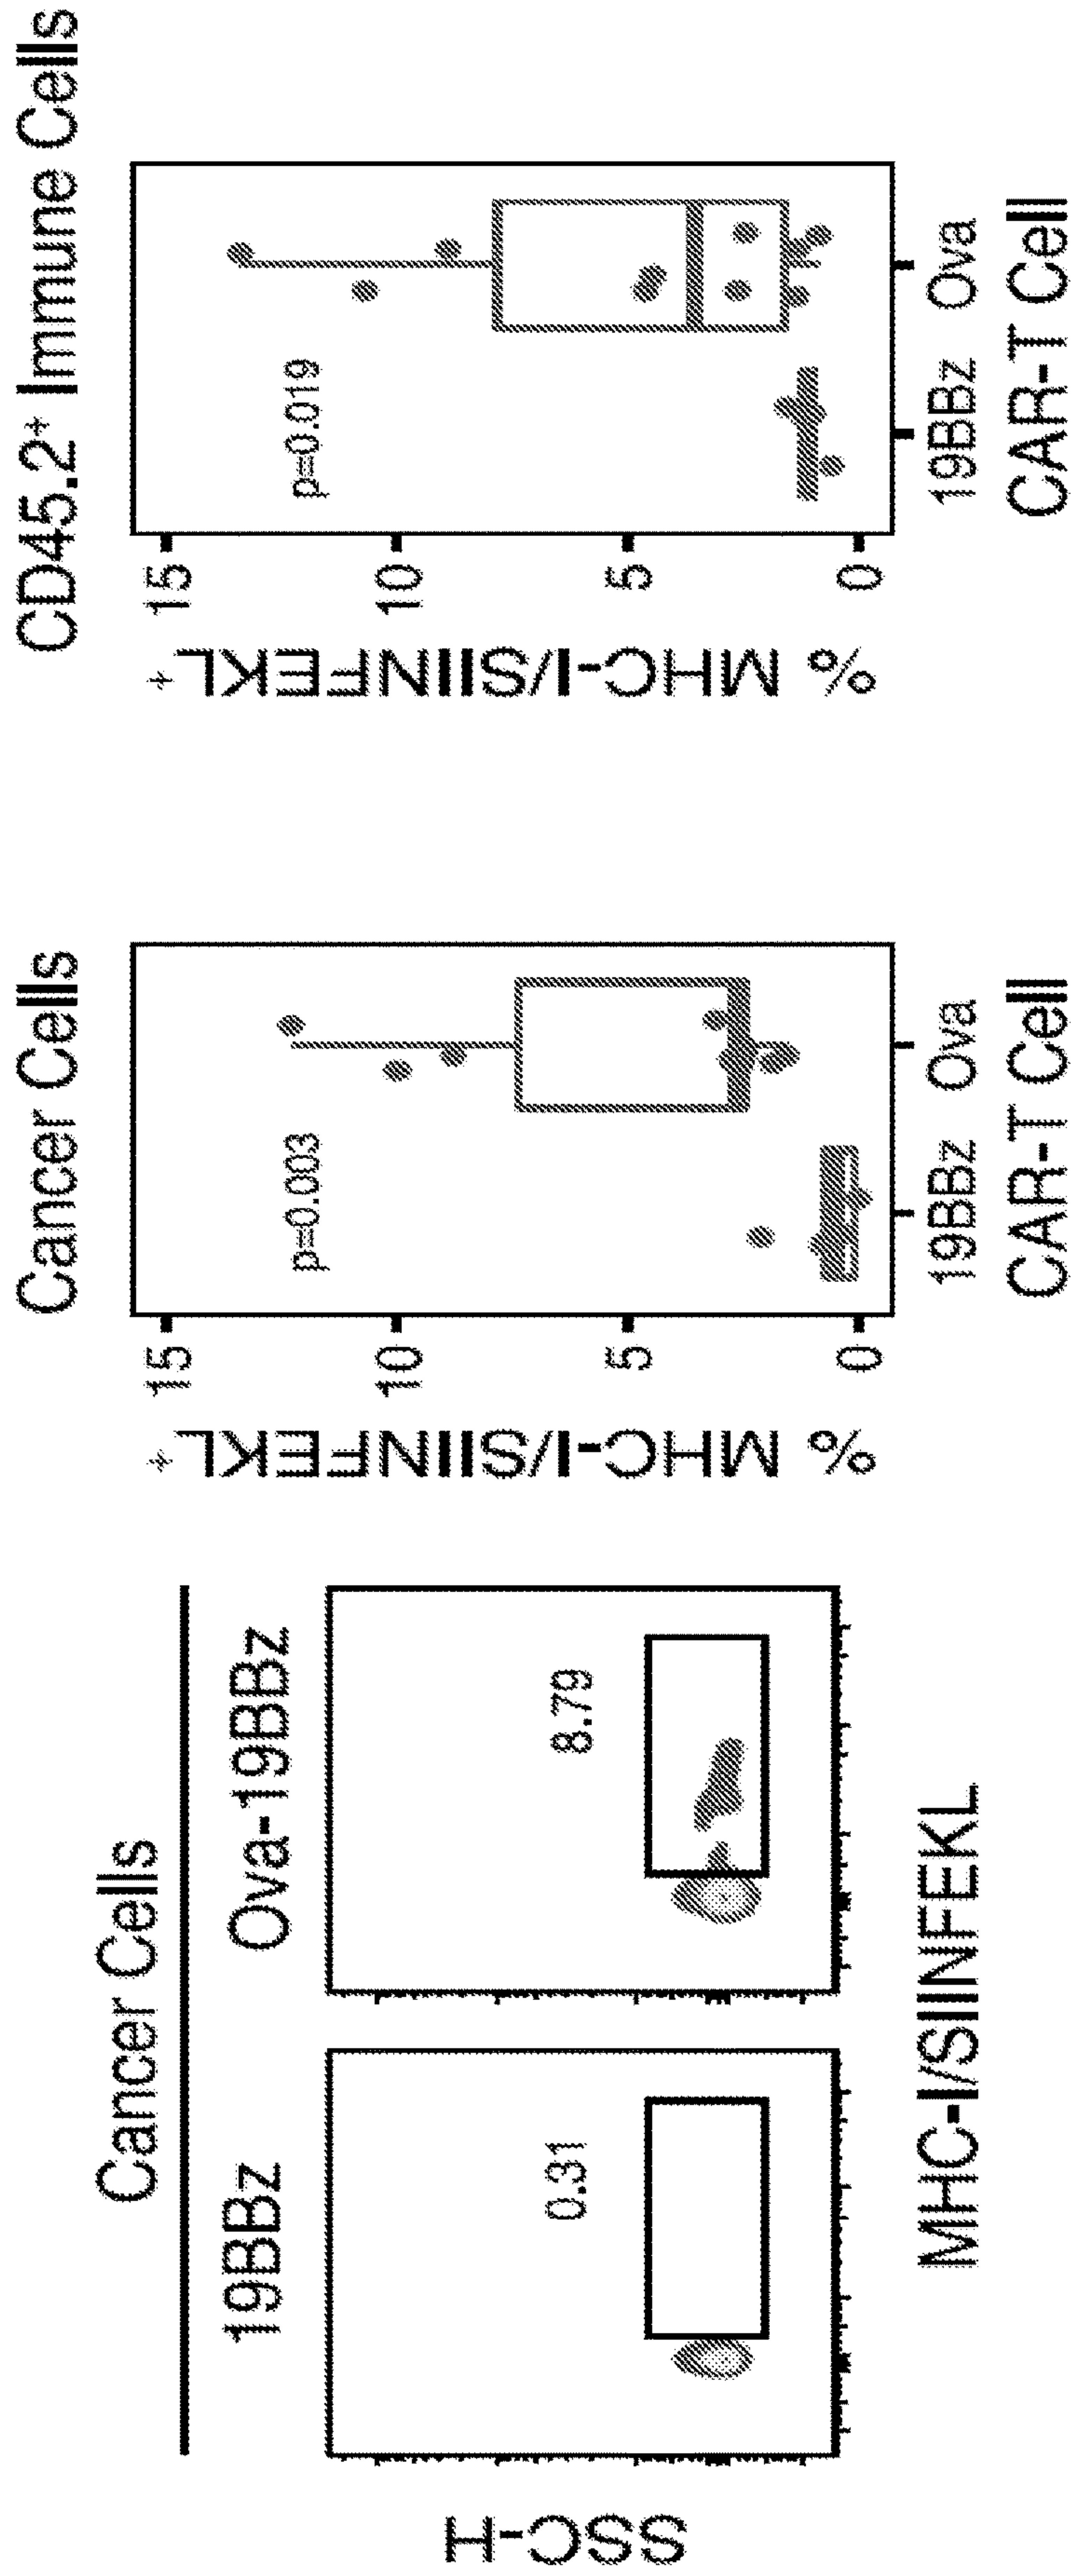 Cancer Cells
19BBz
Ova-19BBz
SSC-H
0.31
8.79
MHC-I/SIINFEKL
Cancer Cells
% MHC-I/SIINFEKL+
15
10
5
0
p=0.003
19BBz
Ova
CAR-T Cell
CD45.2+ Immune Cells
% MHC-I/SIINFEKL+
15
10
5
0
p=0.019
19BBz
Ova
CAR-T Cell